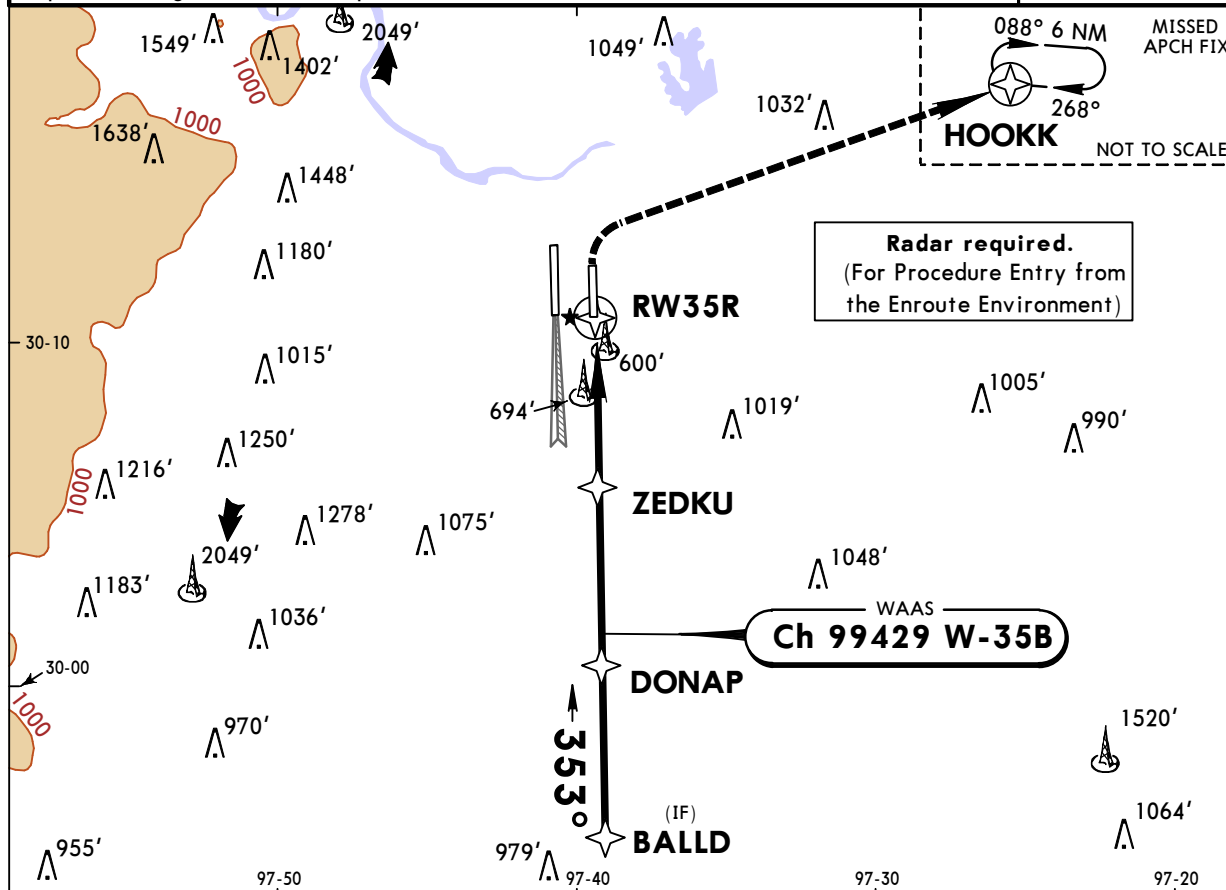 1549'
1402'
1000
2049'
1049'
088° 6 NM
MISSED
APCH FIX
268°
HOOKK
NOT TO SCALE
1032'
1638'
1000
1448'
1180'
Radar required.
(For Procedure Entry from
the Enroute Environment)
RW35R
30-10
600'
1015'
694'
1019'
1005'
990'
1250'
1216'
1000
ZEDKU
1278'
1075'
2049'
1048'
1183'
1036'
WAAS
Ch 99429 W-35B
30-00
DONAP
1000
970'
353°
1520'
(IF)
BALLD
1064'
955'
979'
97-50
97-40
97-30
97-20